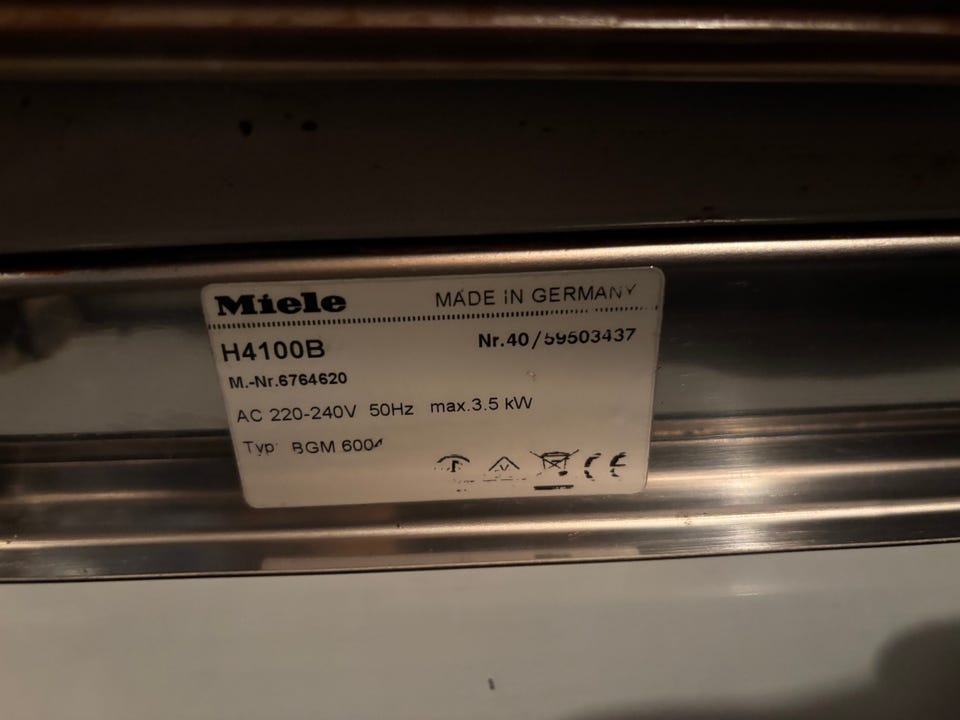 Miele MADE IN GERMANY
H4100B Nr.40/59503437
M.-Nr.6764620
AC 220-240V 50Hz max.3.5 kW
Typ: BGM 6004
CE